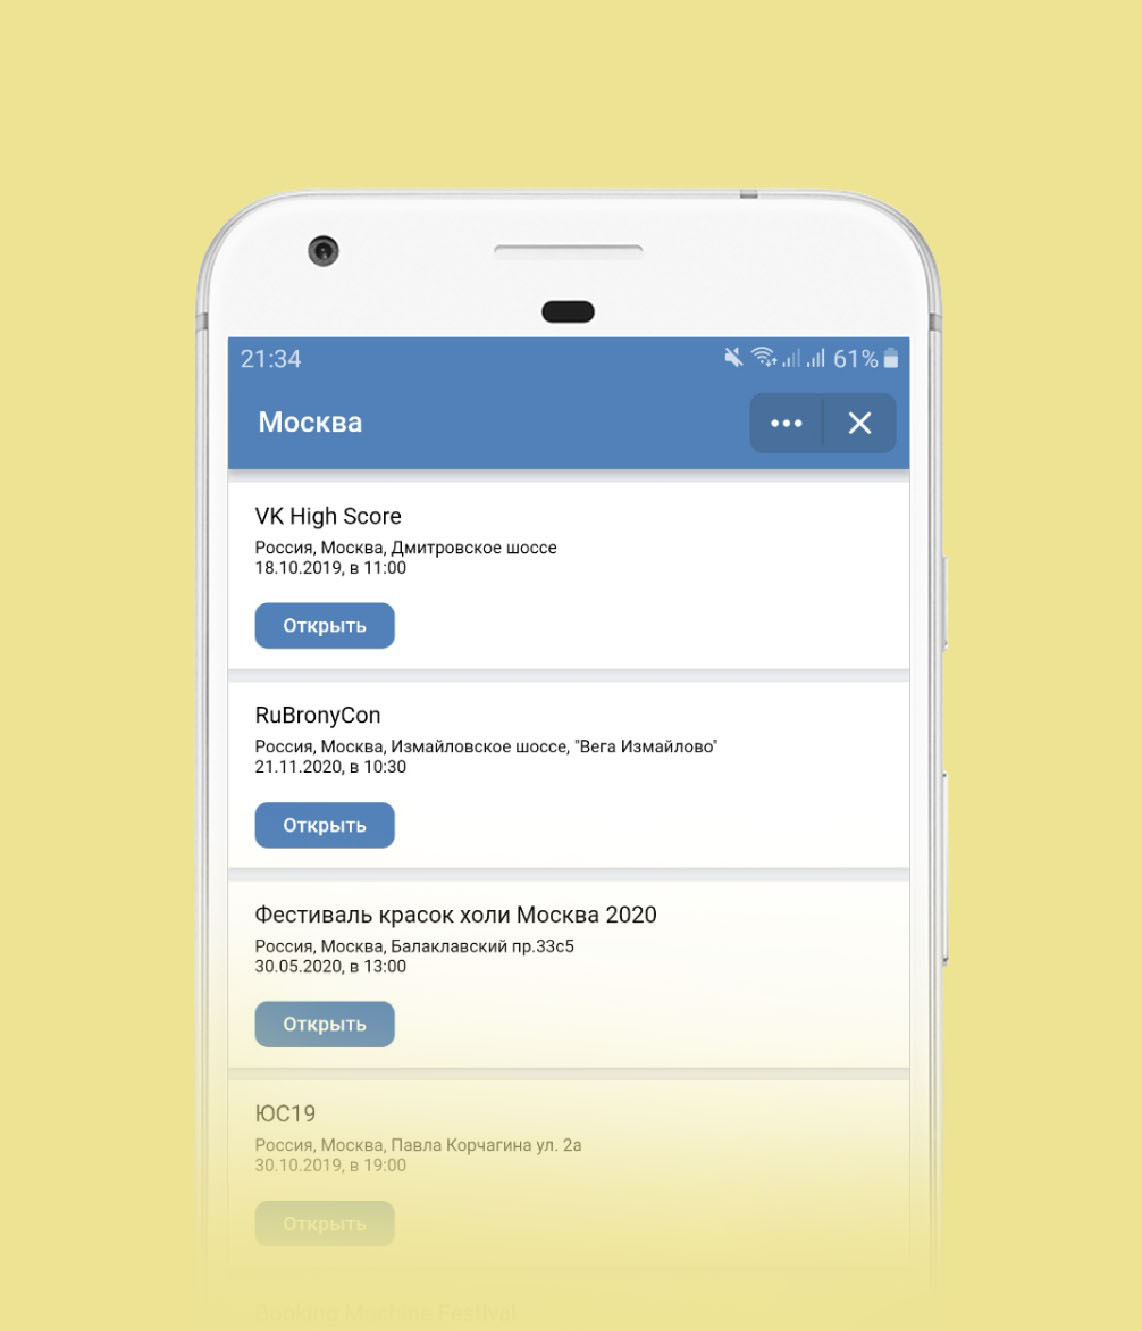 21:34
61%
Москва
VK High Score
Россия, Москва, Дмитровское шоссе
18.10.2019, в 11:00
Открыть
RuBronyCon
Россия, Москва, Измайловское шоссе, "Вега Измайлово"
21.11.2020, в 10:30
Открыть
Фестиваль красок холи Москва 2020
Россия, Москва, Балаклавский пр.33с5
30.05.2020, в 13:00
Открыть
ЮС19
Россия, Москва, Павла Корчагина ул. 2а
30.10.2019, в 19:00
Открыть
Booking Machine Festival